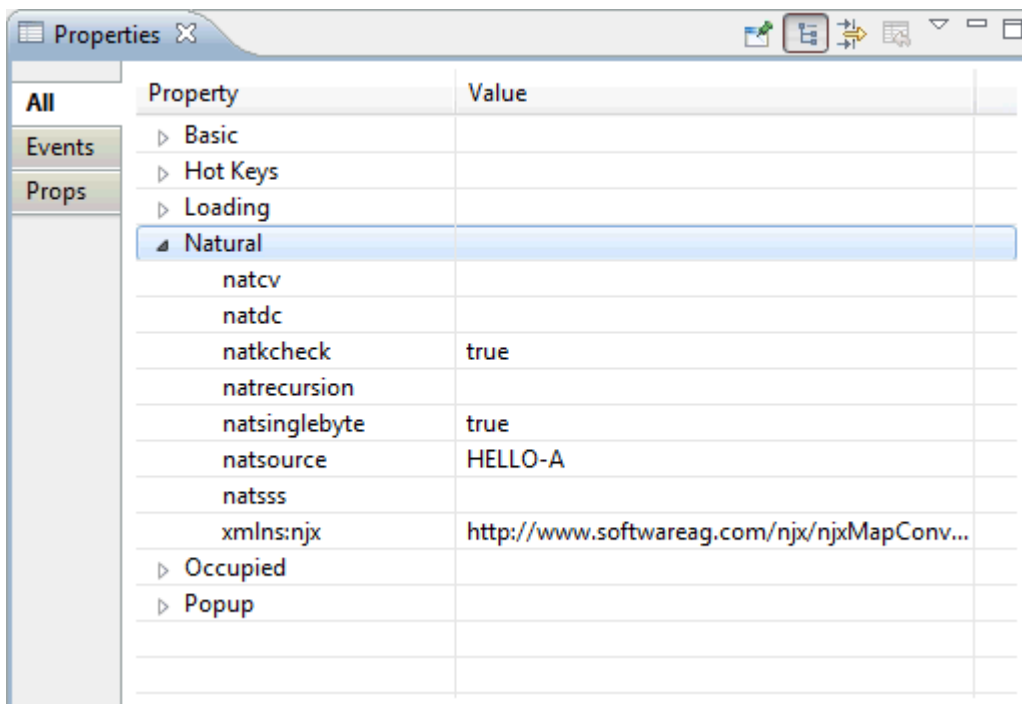 Properties
All
Events
Props
Property Value
Basic
Hot Keys
Loading
Natural
natcv
natdc
natkcheck true
natrecursion
natsinglebyte true
natsource HELLO-A
natsss
xmlns:njx http://www.softwareag.com/njx/njxMapConv...
Occupied
Popup